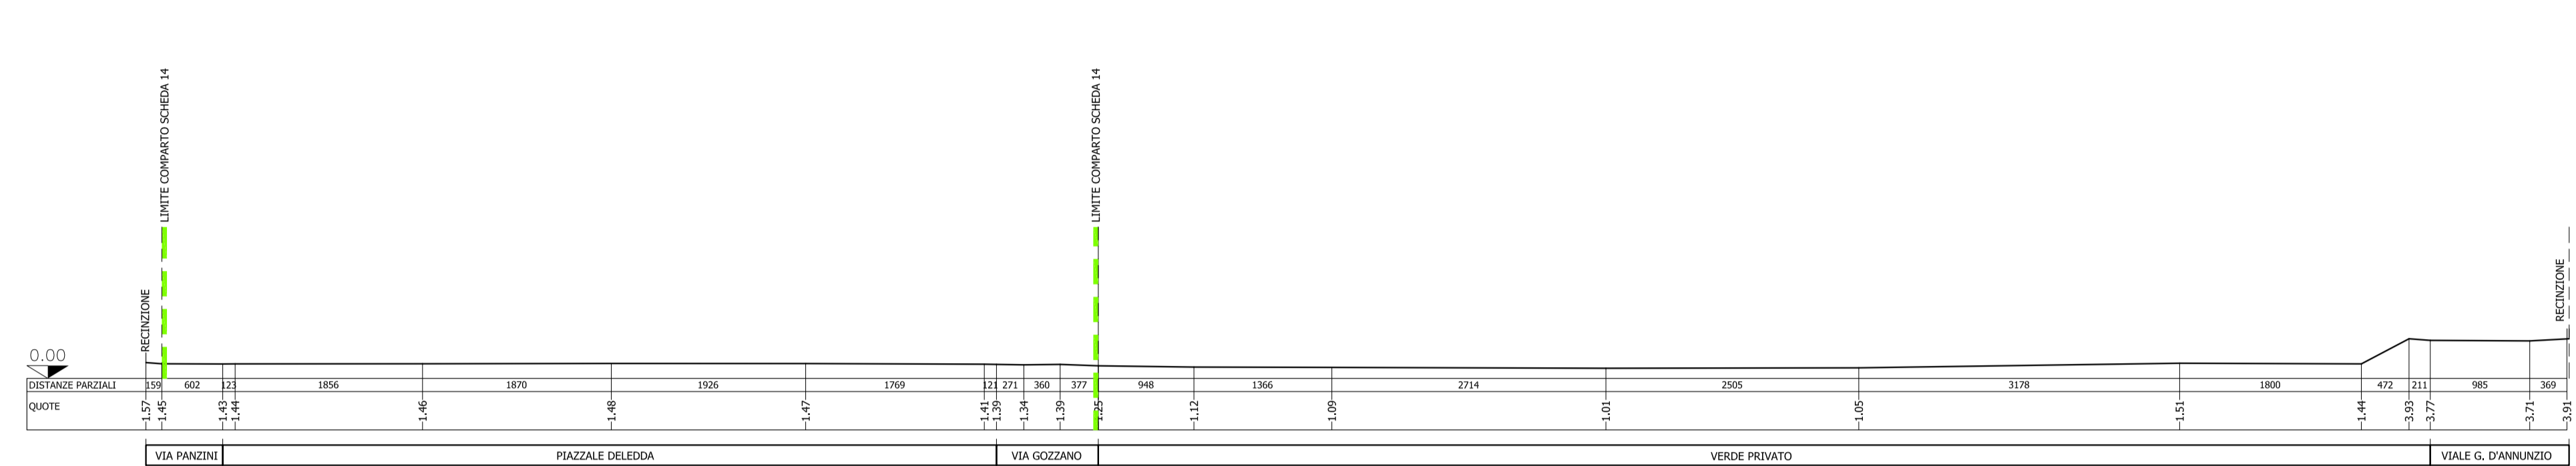 LIMITE COMPARTO SCHEDA 14
LIMITE COMPARTO SCHEDA 14
RECINZIONE
RECINZIONE
0.00
DISTANZE PARZIALI 159 602 123 1856 1870 1926 1769 121 271 360 377 948 1366 2714 2505 3178 1800 472 211 985 369
QUOTE 1.57 1.45 1.43 1.44 1.46 1.48 1.47 1.41 1.39 1.34 1.39 1.25 1.12 1.09 1.01 1.05 1.51 1.44 3.93 3.77 3.71 3.91
VIA PANZINI PIAZZALE DELEDDA VIA GOZZANO VERDE PRIVATO VIALE G. D'ANNUNZIO